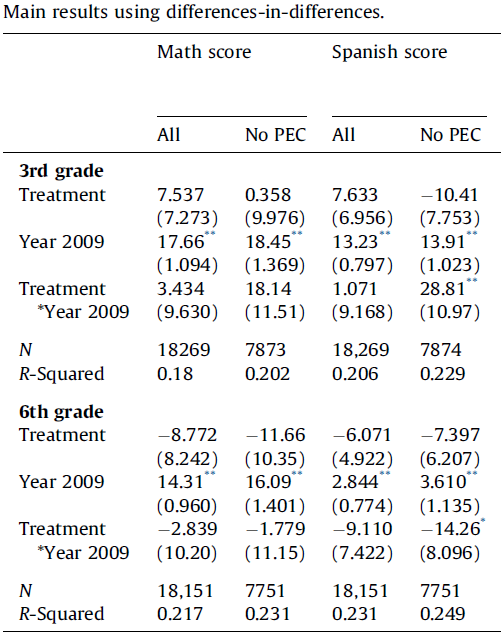 Main results using differences-in-differences.
Math score Spanish score
All No PEC All No PEC
3rd grade
Treatment 7.537 0.358 7.633 −10.41
(7.273) (9.976) (6.956) (7.753)
Year 2009 17.66** 18.45** 13.23** 13.91**
(1.094) (1.369) (0.797) (1.023)
Treatment 3.434 18.14 1.071 28.81**
*Year 2009 (9.630) (11.51) (9.168) (10.97)
N 18269 7873 18,269 7874
R-Squared 0.18 0.202 0.206 0.229
6th grade
Treatment −8.772 −11.66 −6.071 −7.397
(8.242) (10.35) (4.922) (6.207)
Year 2009 14.31** 16.09** 2.844** 3.610**
(0.960) (1.401) (0.774) (1.135)
Treatment −2.839 −1.779 −9.110 −14.26*
*Year 2009 (10.20) (11.15) (7.422) (8.096)
N 18,151 7751 18,151 7751
R-Squared 0.217 0.231 0.231 0.249